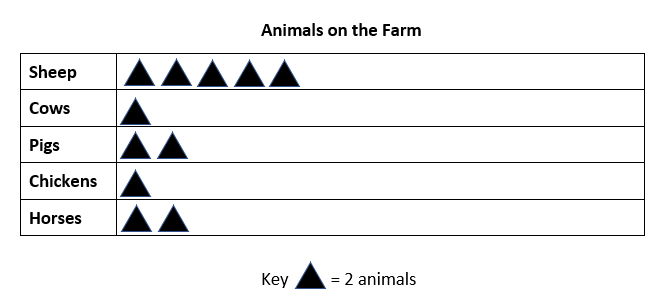 Animals on the Farm
Sheep
Cows
Pigs
Chickens
Horses
Key = 2 animals